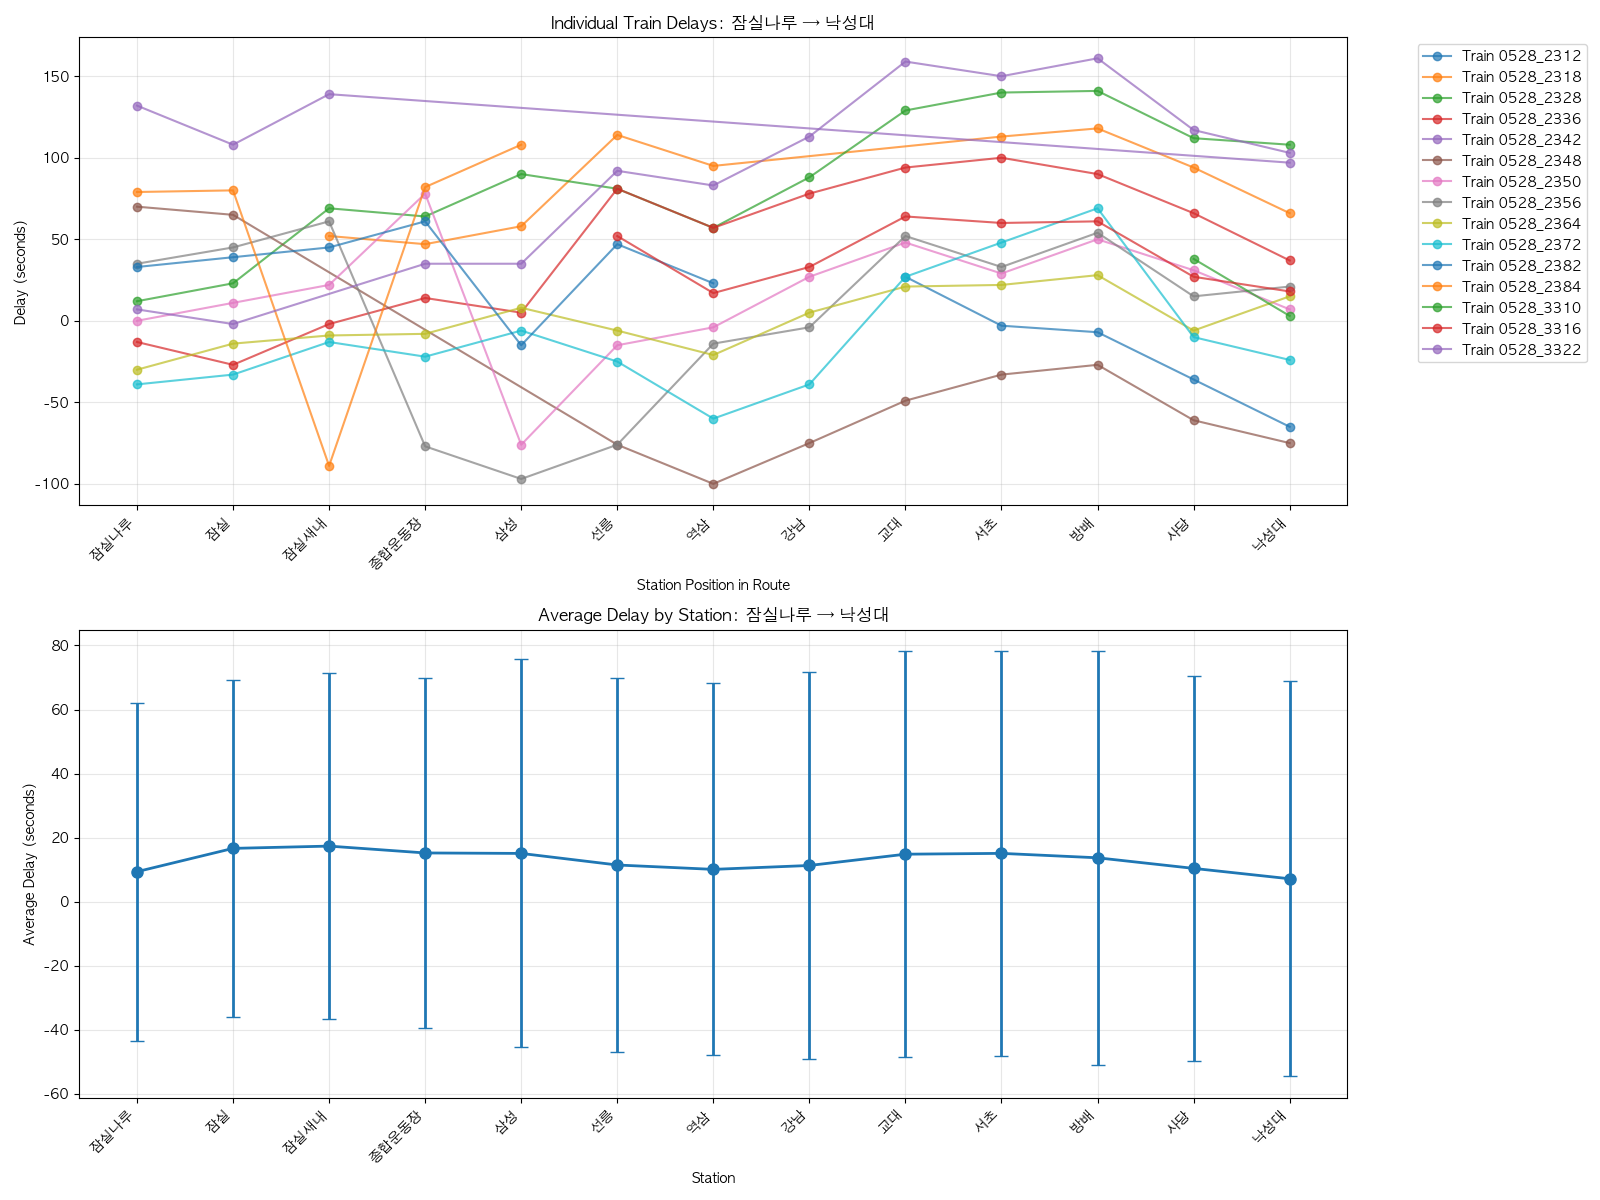 Individual Train Delays: 잠실나루 → 낙성대
Delay (seconds)
150
100
50
0
-50
-100
잠실나루
잠실
잠실새내
종합운동장
삼성
선릉
역삼
강남
교대
서초
방배
사당
낙성대
Station Position in Route
Train 0528_2312
Train 0528_2318
Train 0528_2328
Train 0528_2336
Train 0528_2342
Train 0528_2348
Train 0528_2350
Train 0528_2356
Train 0528_2364
Train 0528_2372
Train 0528_2382
Train 0528_2384
Train 0528_3310
Train 0528_3316
Train 0528_3322
Average Delay by Station: 잠실나루 → 낙성대
Average Delay (seconds)
80
60
40
20
0
-20
-40
-60
잠실나루
잠실
잠실새내
종합운동장
삼성
선릉
역삼
강남
교대
서초
방배
사당
낙성대
Station